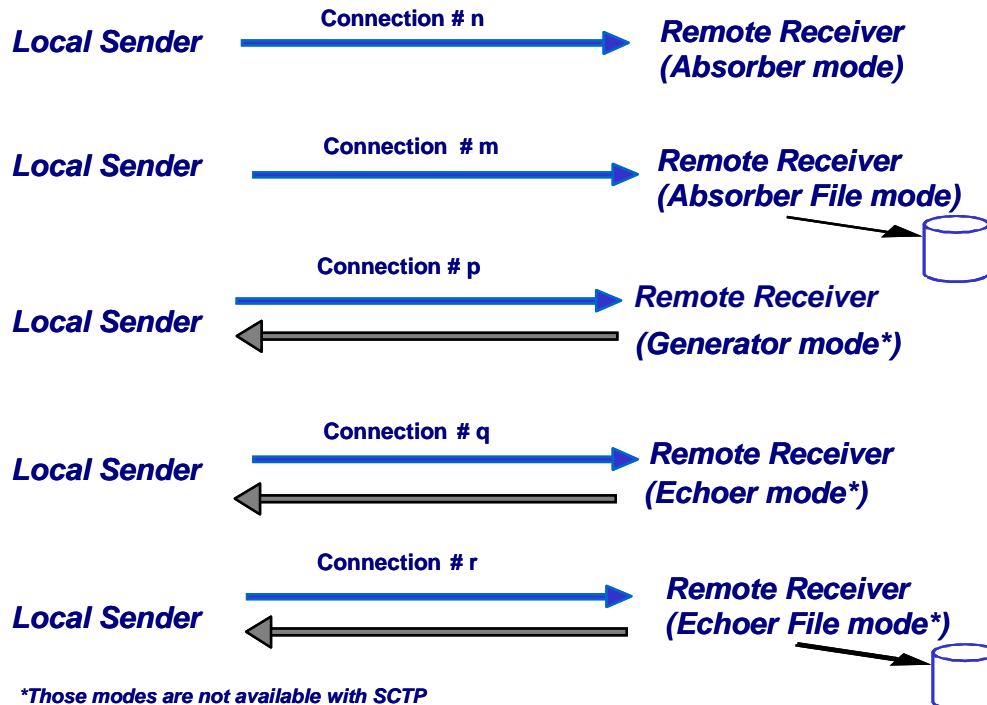 Connection # n
Local Sender
Remote Receiver
(Absorber mode)
Connection # m
Local Sender
Remote Receiver
(Absorber File mode)
Connection # p
Local Sender
Remote Receiver
(Generator mode*)
Connection # q
Local Sender
Remote Receiver
(Echoer mode*)
Connection # r
Local Sender
Remote Receiver
(Echoer File mode*)
*Those modes are not available with SCTP